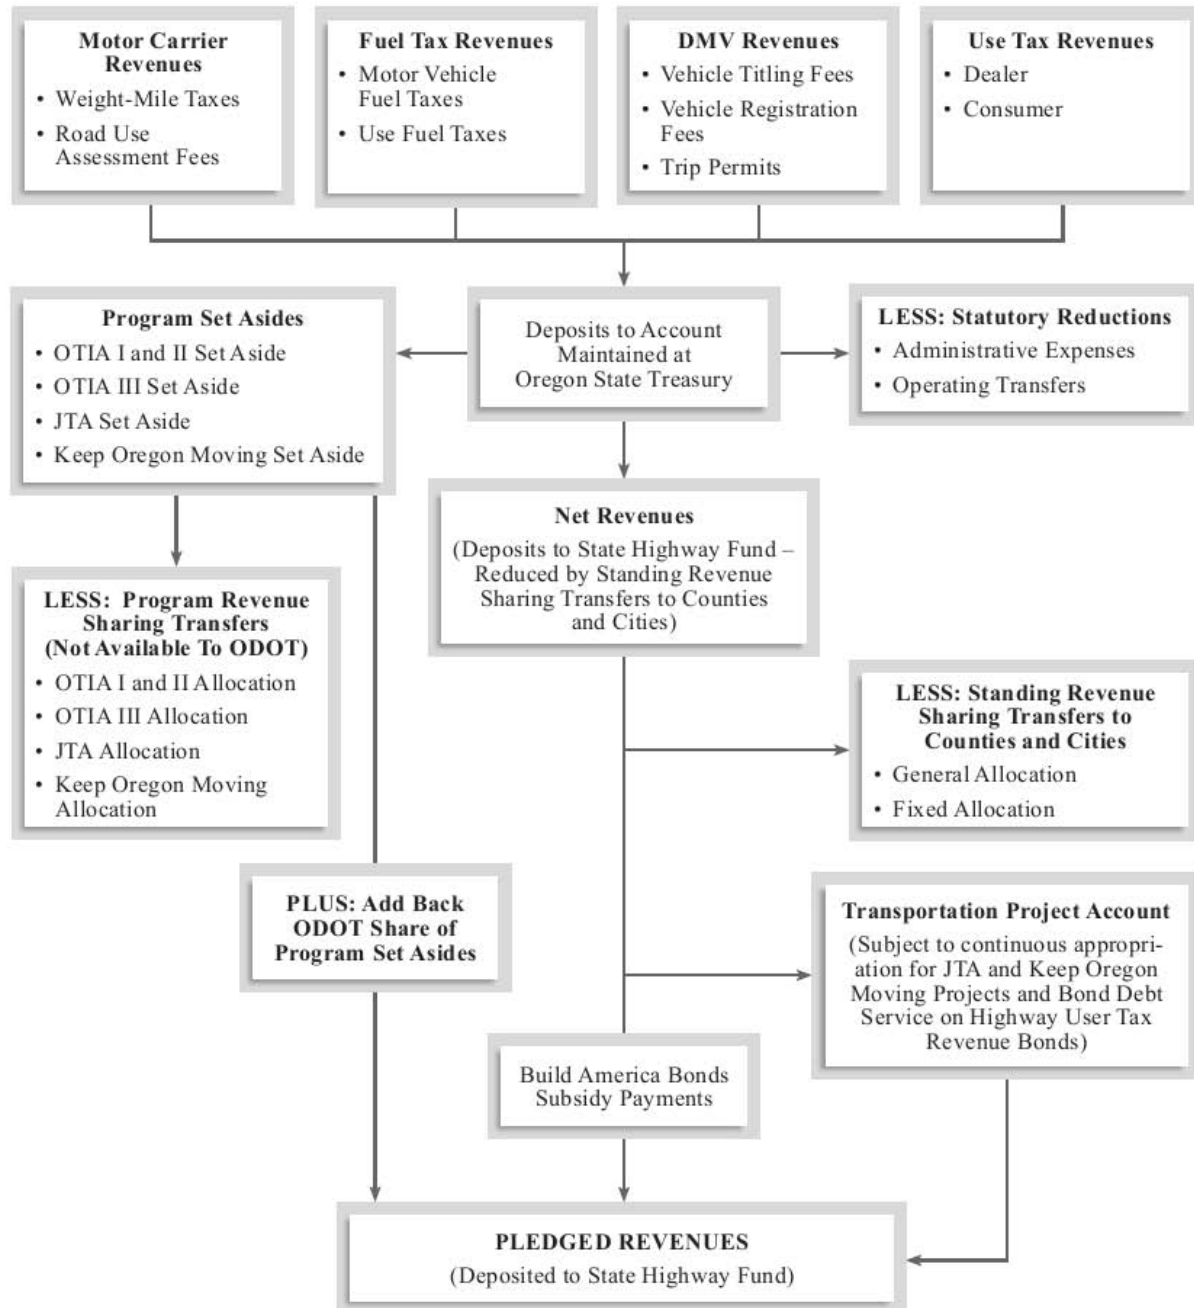 Motor Carrier
Revenues
• Weight-Mile Taxes
• Road Use
Assessment Fees
Fuel Tax Revenues
• Motor Vehicle
Fuel Taxes
• Use Fuel Taxes
DMV Revenues
• Vehicle Titling Fees
• Vehicle Registration
Fees
• Trip Permits
Use Tax Revenues
• Dealer
• Consumer
Program Set Asides
• OTIA I and II Set Aside
• OTIA III Set Aside
• JTA Set Aside
• Keep Oregon Moving Set Aside
Deposits to Account
Maintained at
Oregon State Treasury
LESS: Statutory Reductions
• Administrative Expenses
• Operating Transfers
Net Revenues
(Deposits to State Highway Fund –
Reduced by Standing Revenue
Sharing Transfers to Counties
and Cities)
LESS: Program Revenue
Sharing Transfers
(Not Available To ODOT)
• OTIA I and II Allocation
• OTIA III Allocation
• JTA Allocation
• Keep Oregon Moving
Allocation
LESS: Standing Revenue
Sharing Transfers to
Counties and Cities
• General Allocation
• Fixed Allocation
PLUS: Add Back
ODOT Share of
Program Set Asides
Transportation Project Account
(Subject to continuous appropri-
ation for JTA and Keep Oregon
Moving Projects and Bond Debt
Service on Highway User Tax
Revenue Bonds)
Build America Bonds
Subsidy Payments
PLEDGED REVENUES
(Deposited to State Highway Fund)